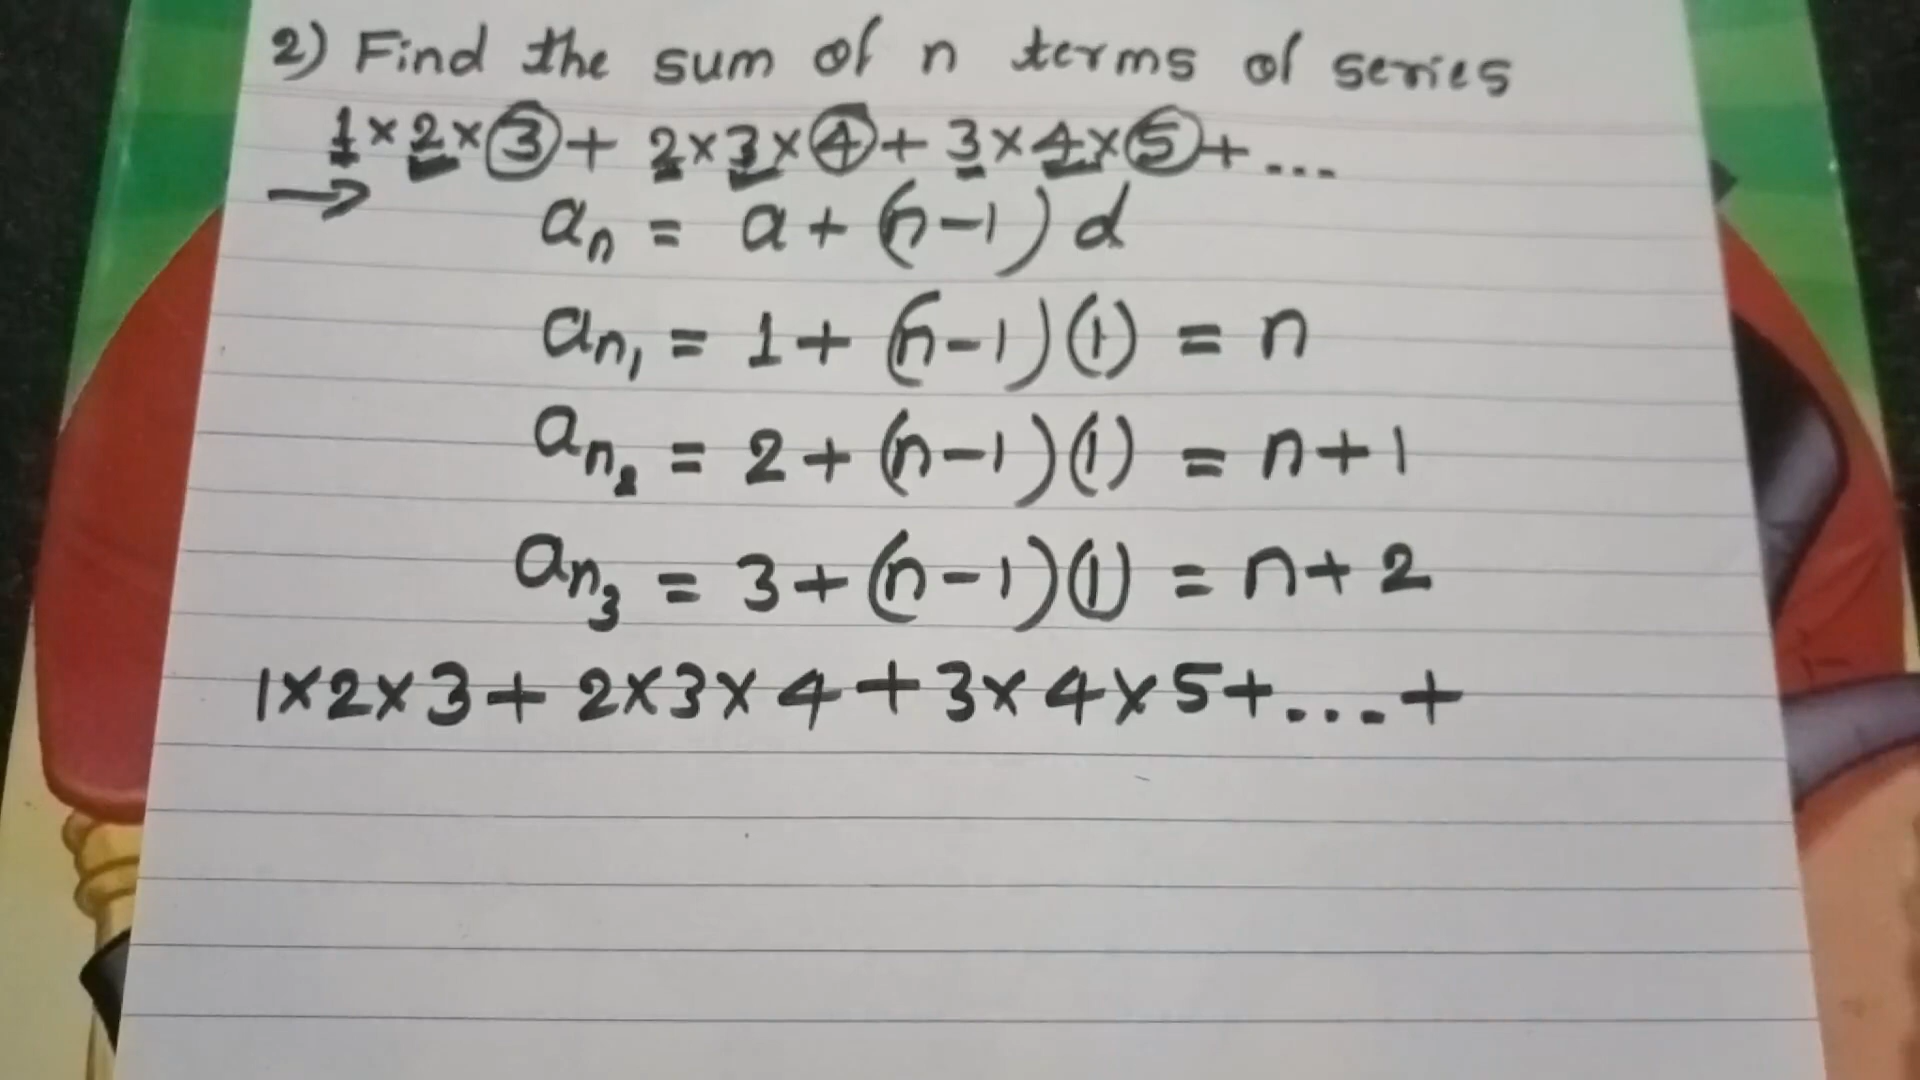 2) Find the sum of n terms of series
1×2×3+ 2×3×4+ 3×4×5+...
→ aₙ = a+(n-1)d
aₙ₁ = 1+(n-1)(1) = n
aₙ₂ = 2+(n-1)(1) = n+1
aₙ₃ = 3+(n-1)(1) = n+2
1×2×3+ 2×3×4+3×4×5+...+